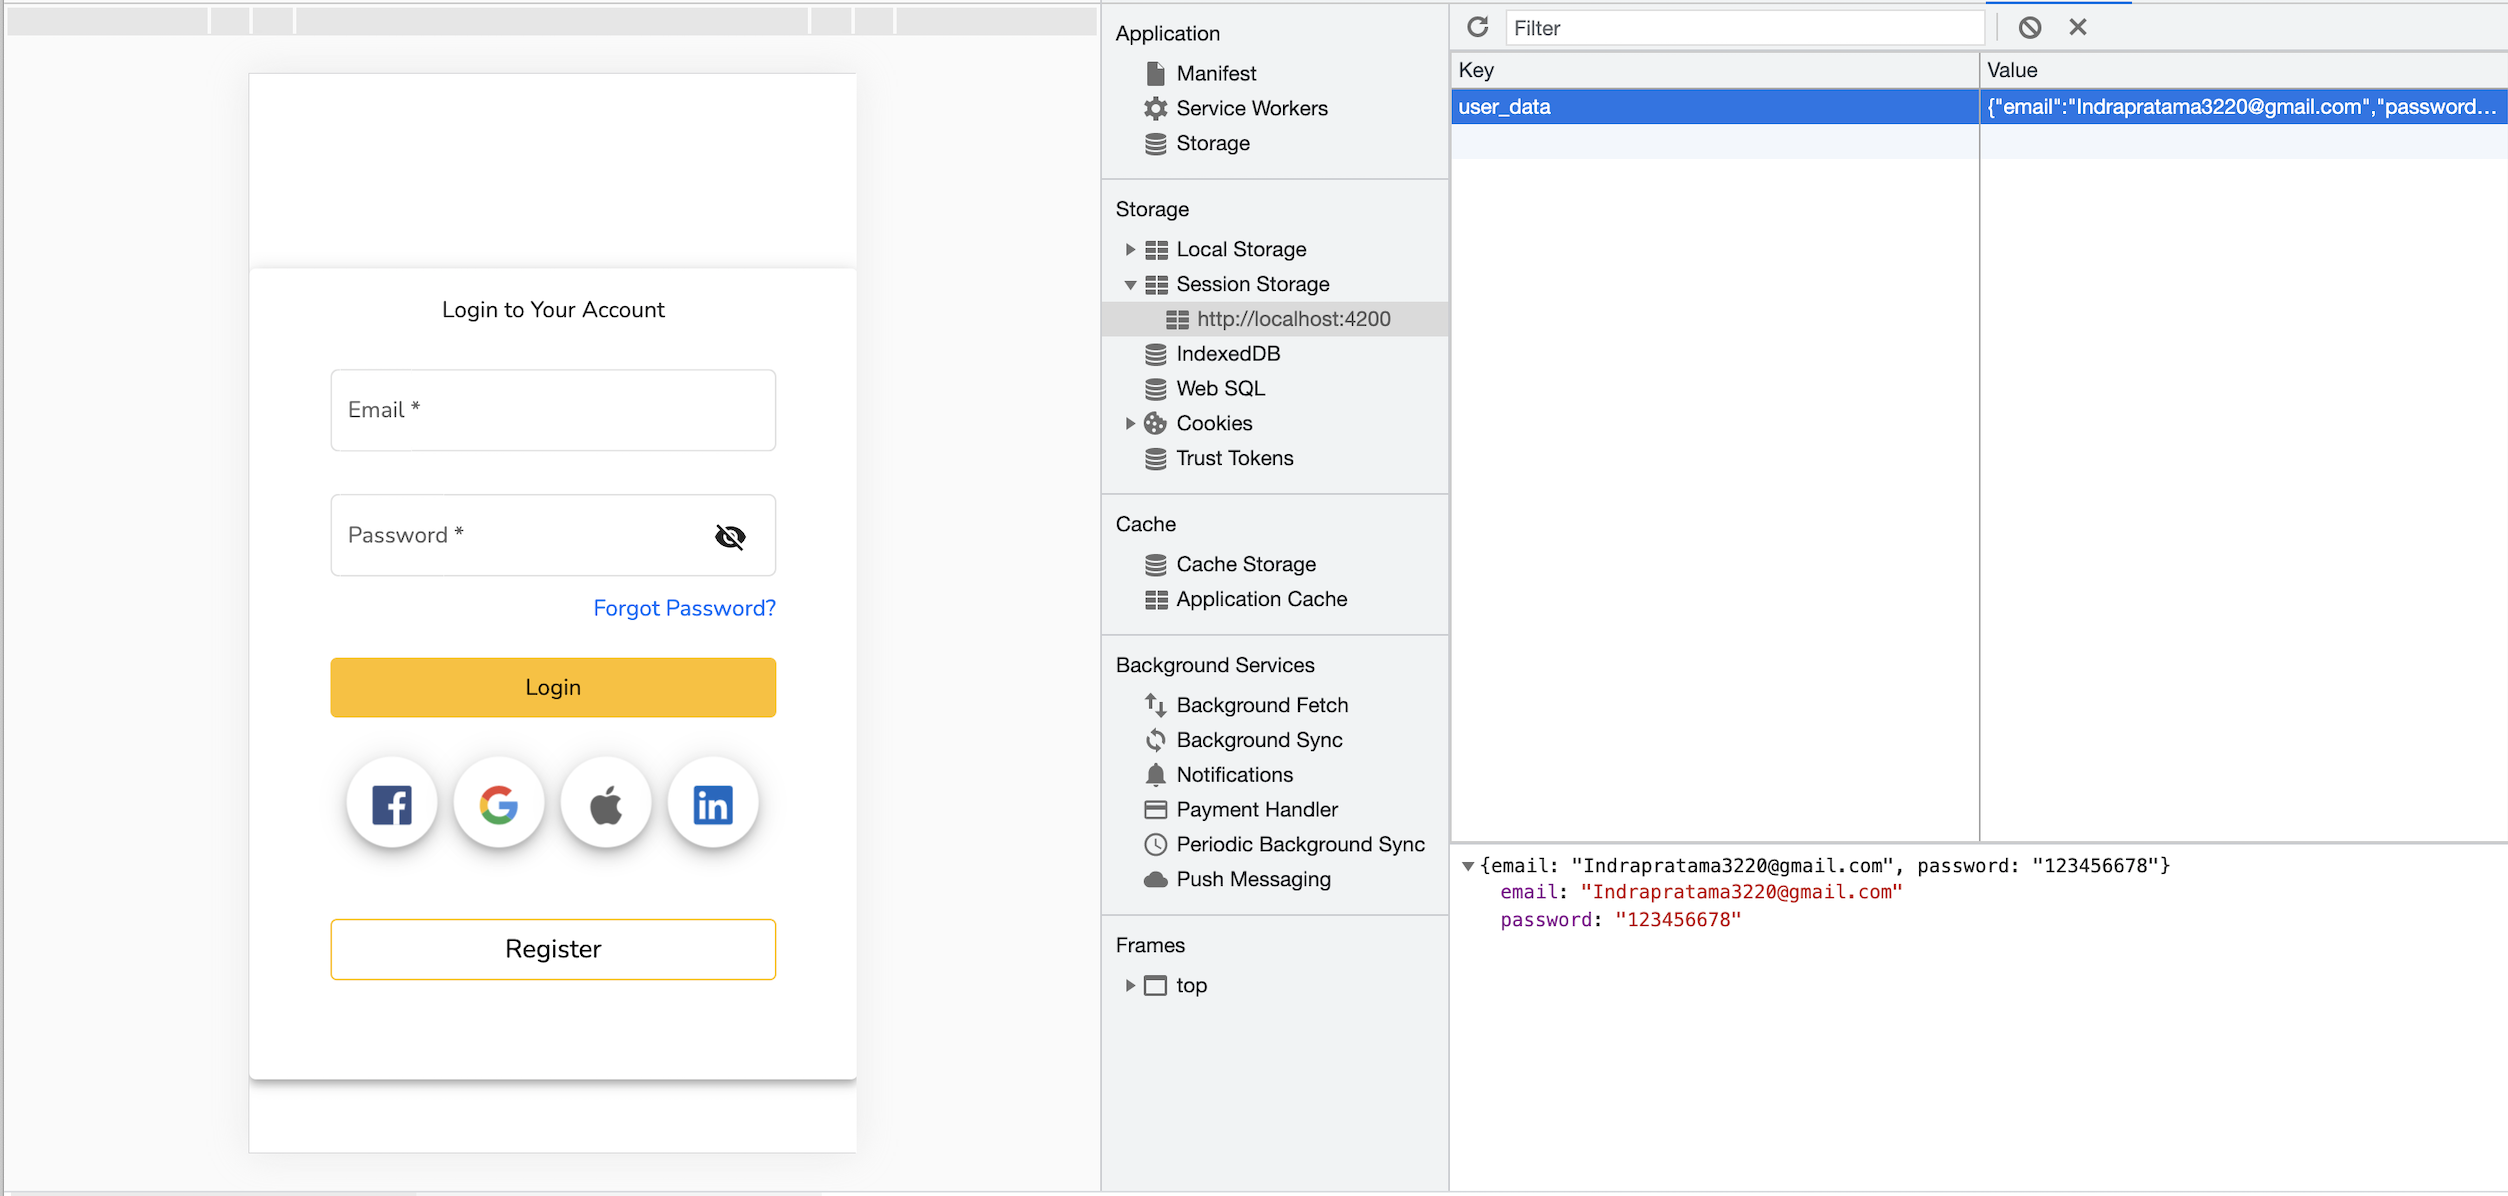 Login to Your Account
Email *
Password *
Forgot Password?
Login
Register
Application
Manifest
Service Workers
Storage
Storage
Local Storage
Session Storage
http://localhost:4200
IndexedDB
Web SQL
Cookies
Trust Tokens
Cache
Cache Storage
Application Cache
Background Services
Background Fetch
Background Sync
Notifications
Payment Handler
Periodic Background Sync
Push Messaging
Frames
top
Filter
Key Value
user_data {"email":"Indrapratama3220@gmail.com","password...
{email: "Indrapratama3220@gmail.com", password: "123456678"}
email: "Indrapratama3220@gmail.com"
password: "123456678"